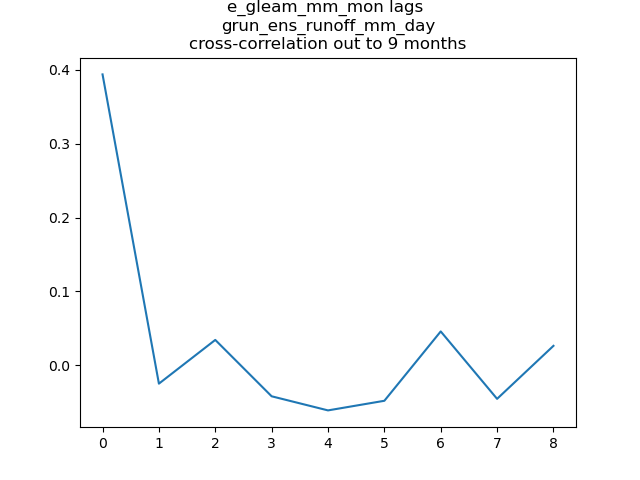 e_gleam_mm_mon lags
grun_ens_runoff_mm_day
cross-correlation out to 9 months
0.4
0.3
0.2
0.1
0.0
0 1 2 3 4 5 6 7 8